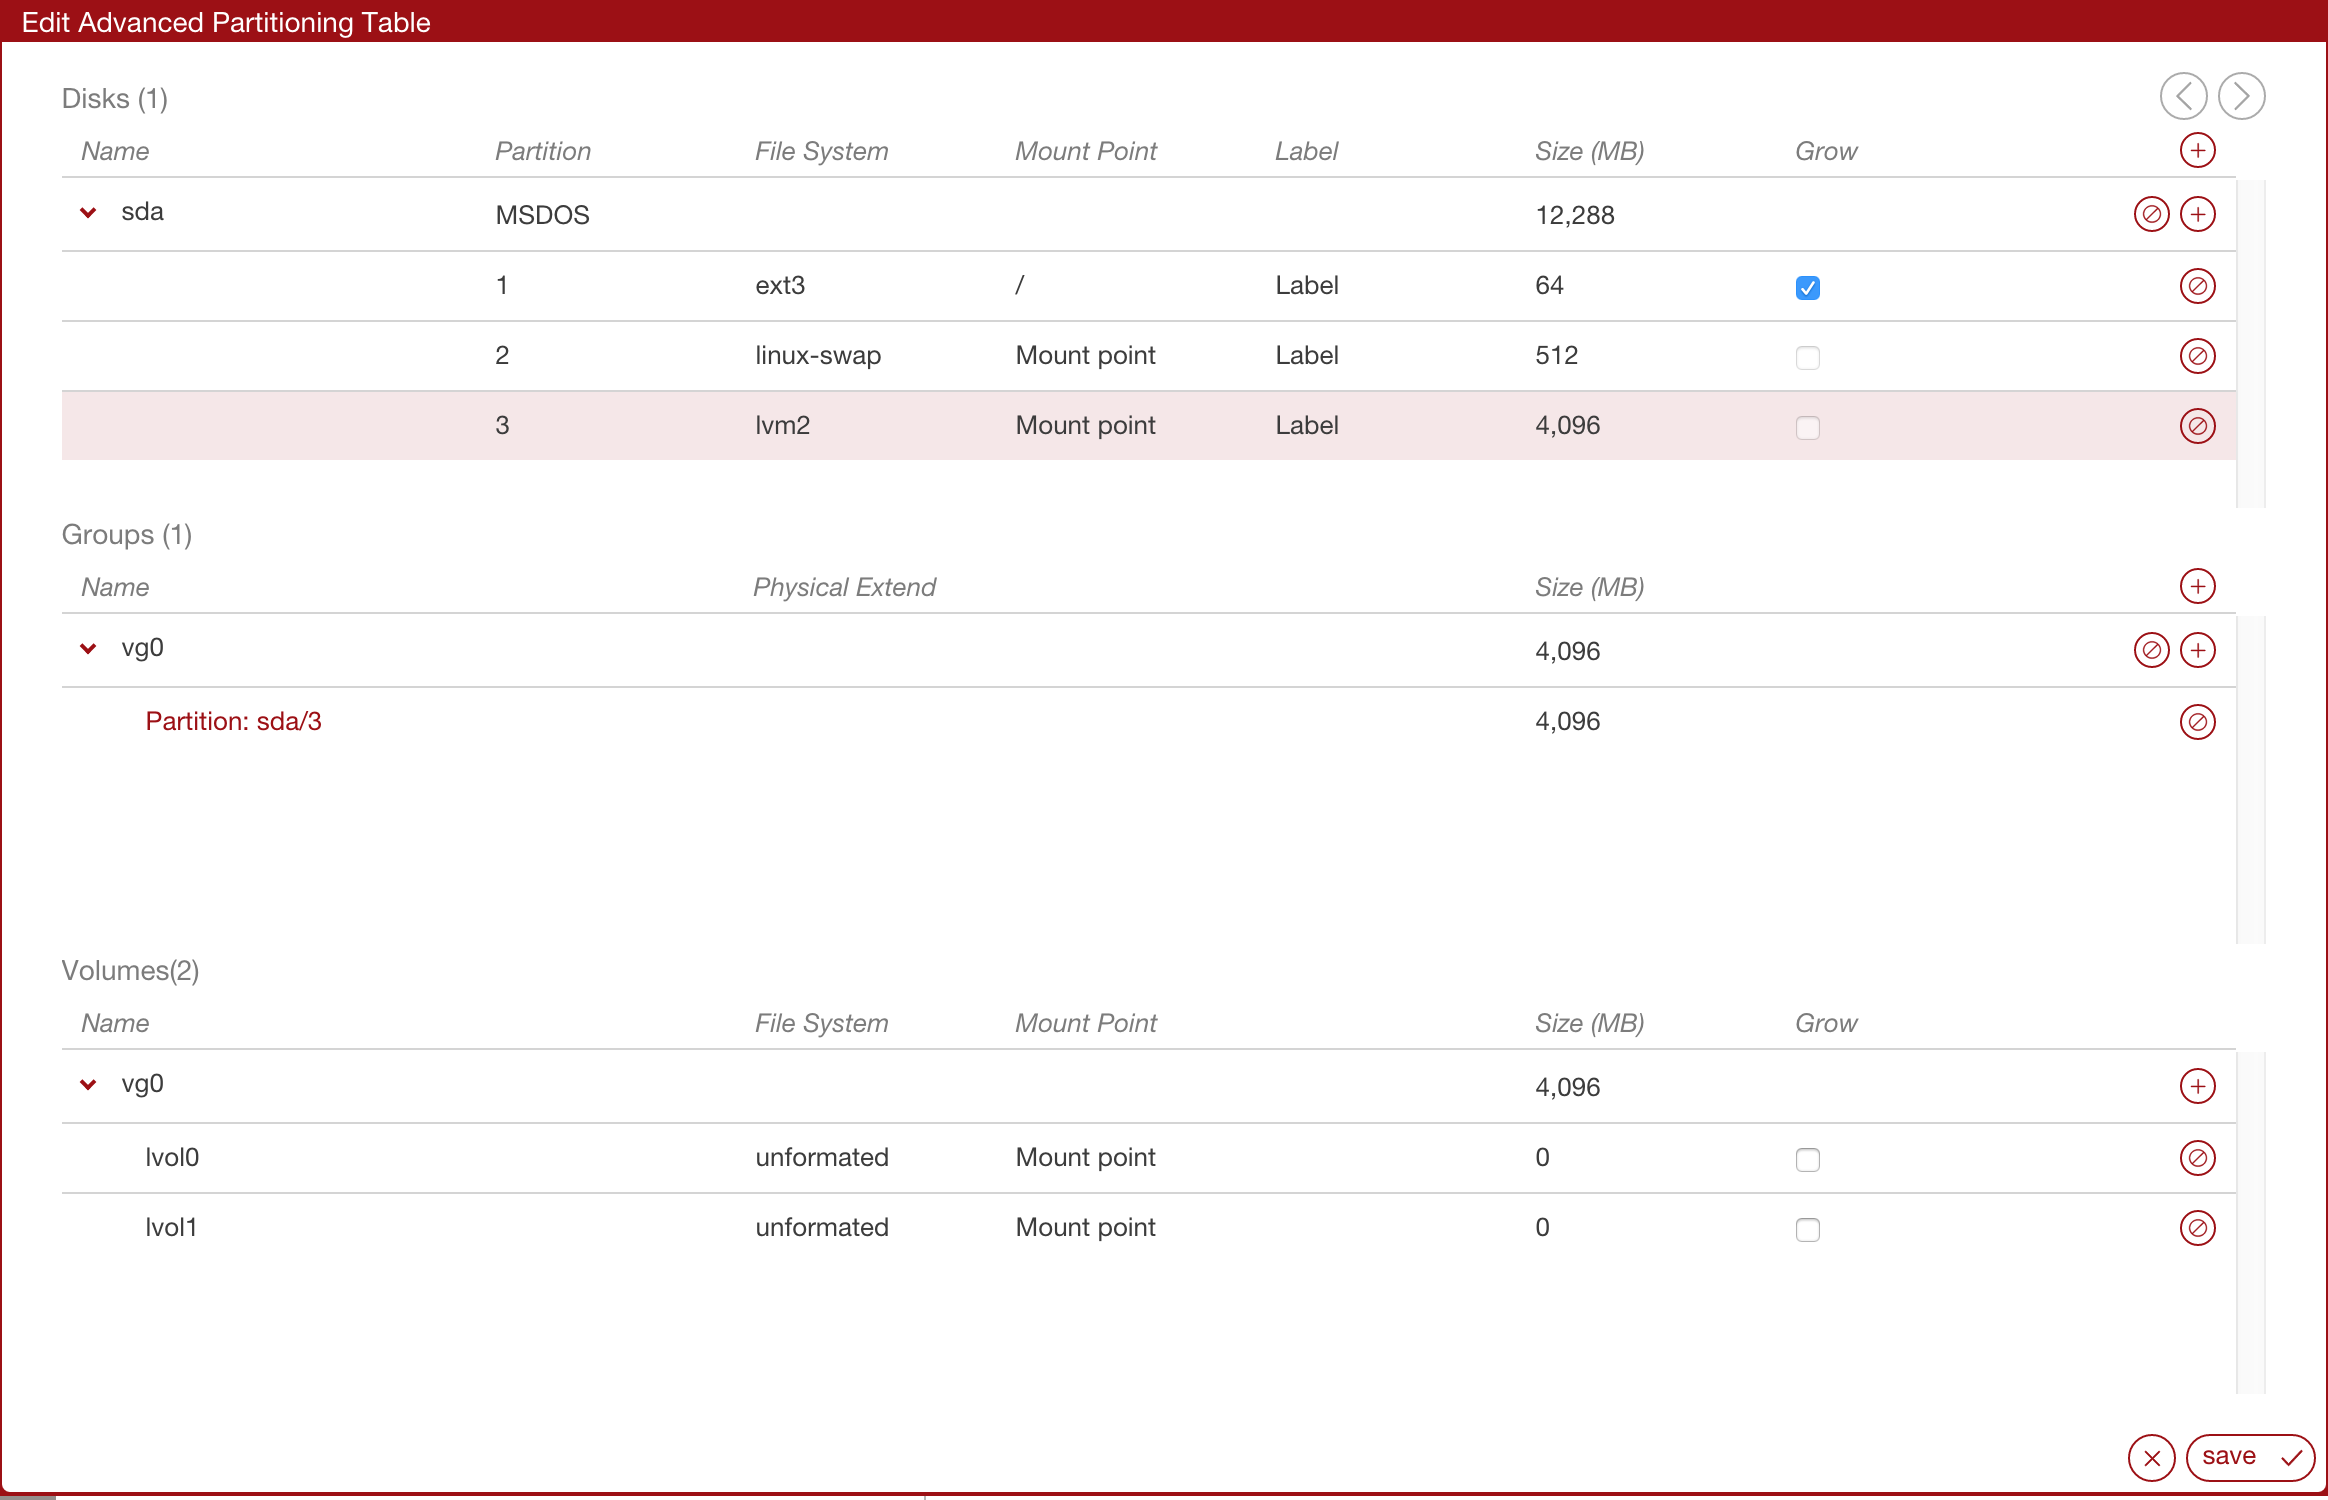 Edit Advanced Partitioning Table
Disks (1)
Name Partition File System Mount Point Label Size (MB) Grow
sda MSDOS 12,288
1 ext3 / Label 64
2 linux-swap Mount point Label 512
3 lvm2 Mount point Label 4,096
Groups (1)
Name Physical Extend Size (MB)
vg0 4,096
Partition: sda/3 4,096
Volumes(2)
Name File System Mount Point Size (MB) Grow
vg0 4,096
lvol0 unformated Mount point 0
lvol1 unformated Mount point 0
save